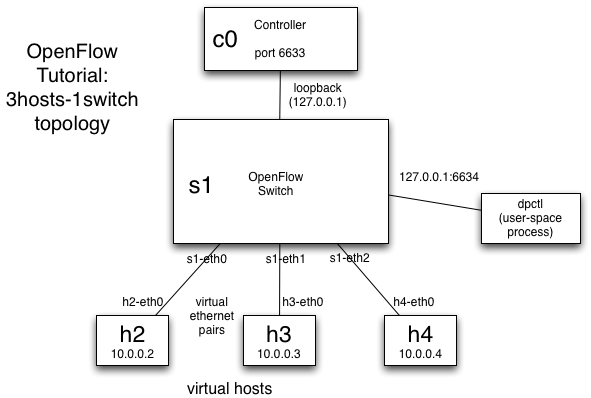 OpenFlow
Tutorial:
3hosts-1switch
topology
c0
Controller
port 6633
loopback
(127.0.0.1)
s1
OpenFlow
Switch
127.0.0.1:6634
dpctl
(user-space
process)
s1-eth0
s1-eth1
s1-eth2
h2-eth0
virtual
ethernet
pairs
h3-eth0
h4-eth0
h2
10.0.0.2
h3
10.0.0.3
h4
10.0.0.4
virtual hosts